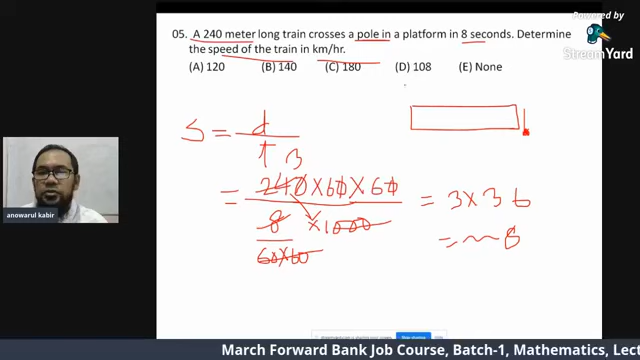 Powered by
StreamYard
05. A 240 meter long train crosses a pole in a platform in 8 seconds. Determine
the speed of the train in km/hr.
(A) 120 (B) 140 (C) 180 (D) 108 (E) None
S = d
t 3
= 240 × 60 × 60 = 3 × 36
8 × 1000
60×60
= 8
anowarul kabir
March Forward Bank Job Course, Batch-1, Mathematics, Lect